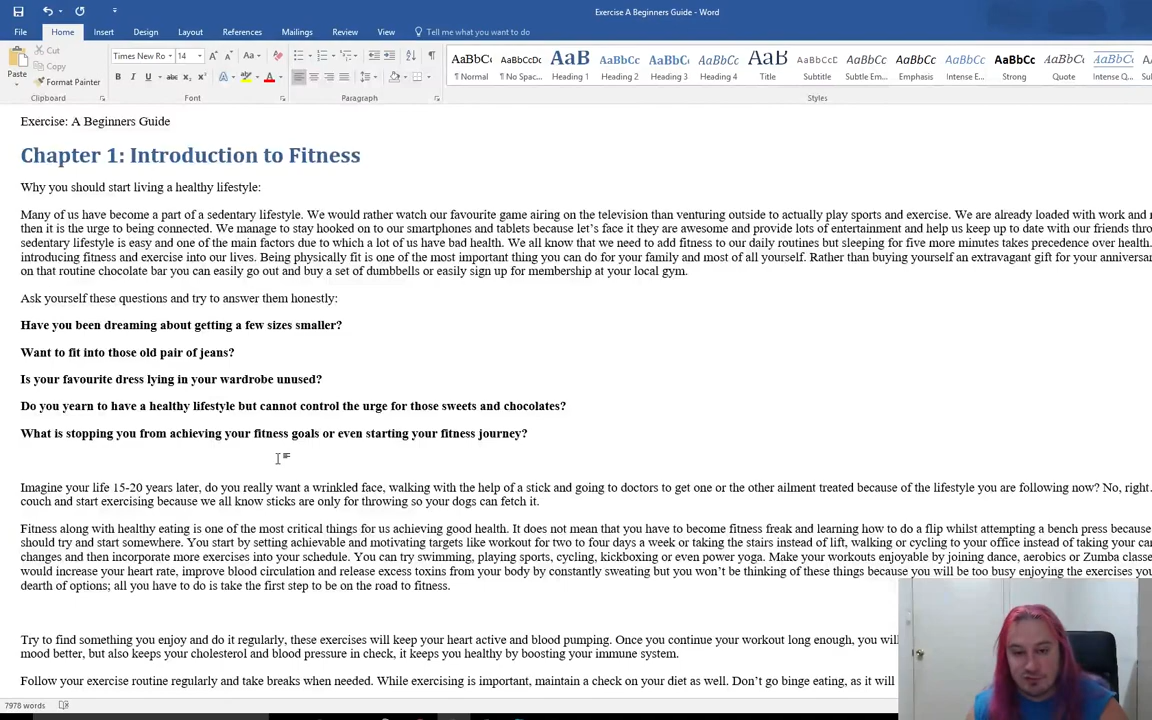 Exercise A Beginners Guide - Word
File Home Insert Design Layout References Mailings Review View Tell me what you want to do
Paste
Cut
Copy
Format Painter
Clipboard
Times New Ro 14 A A Aa
B I U abc x₂ x² A A
Font
Paragraph
AaBbC AaBbCcDc AaB AaBbCc AaBbC AaBbCc AaB AaBbCcD AaBbCcI AaBbCc AaBbCc AaBbCc AaBbCc AaBbCc
¶ Normal ¶ No Spac... Heading 1 Heading 2 Heading 3 Heading 4 Title Subtitle Subtle Em... Emphasis Intense E... Strong Quote Intense Q...
Styles
Exercise: A Beginners Guide
Chapter 1: Introduction to Fitness
Why you should start living a healthy lifestyle:
Many of us have become a part of a sedentary lifestyle. We would rather watch our favourite game airing on the television than venturing outside to actually play sports and exercise. We are already loaded with work and
then it is the urge to being connected. We manage to stay hooked on to our smartphones and tablets because let's face it they are awesome and provide lots of entertainment and help us keep up to date with our friends
sedentary lifestyle is easy and one of the main factors due to which a lot of us have bad health. We all know that we need to add fitness to our daily routines but sleeping for five more minutes takes precedence over health.
introducing fitness and exercise into our lives. Being physically fit is one of the most important thing you can do for your family and most of all yourself. Rather than buying yourself an extravagant gift for your
on that routine chocolate bar you can easily go out and buy a set of dumbbells or easily sign up for membership at your local gym.
Ask yourself these questions and try to answer them honestly:
Have you been dreaming about getting a few sizes smaller?
Want to fit into those old pair of jeans?
Is your favourite dress lying in your wardrobe unused?
Do you yearn to have a healthy lifestyle but cannot control the urge for those sweets and chocolates?
What is stopping you from achieving your fitness goals or even starting your fitness journey?
Imagine your life 15-20 years later, do you really want a wrinkled face, walking with the help of a stick and going to doctors to get one or the other ailment treated because of the lifestyle you are following now? No, right.
couch and start exercising because we all know sticks are only for throwing so your dogs can fetch it.
Fitness along with healthy eating is one of the most critical things for us achieving good health. It does not mean that you have to become fitness freak and learning how to do a flip whilst attempting a bench press because
should try and start somewhere. You start by setting achievable and motivating targets like workout for two to four days a week or taking the stairs instead of lift, walking or cycling to your office instead of taking your
changes and then incorporate more exercises into your schedule. You can try swimming, playing sports, cycling, kickboxing or even power yoga. Make your workouts enjoyable by joining dance, aerobics or Zumba
would increase your heart rate, improve blood circulation and release excess toxins from your body by constantly sweating but you won't be thinking of these things because you will be too busy enjoying the exercises
dearth of options; all you have to do is take the first step to be on the road to fitness.
Try to find something you enjoy and do it regularly, these exercises will keep your heart active and blood pumping. Once you continue your workout long enough, you will
mood better, but also keeps your cholesterol and blood pressure in check, it keeps you healthy by boosting your immune system.
Follow your exercise routine regularly and take breaks when needed. While exercising is important, maintain a check on your diet as well. Don't go binge eating, as it will
7978 words